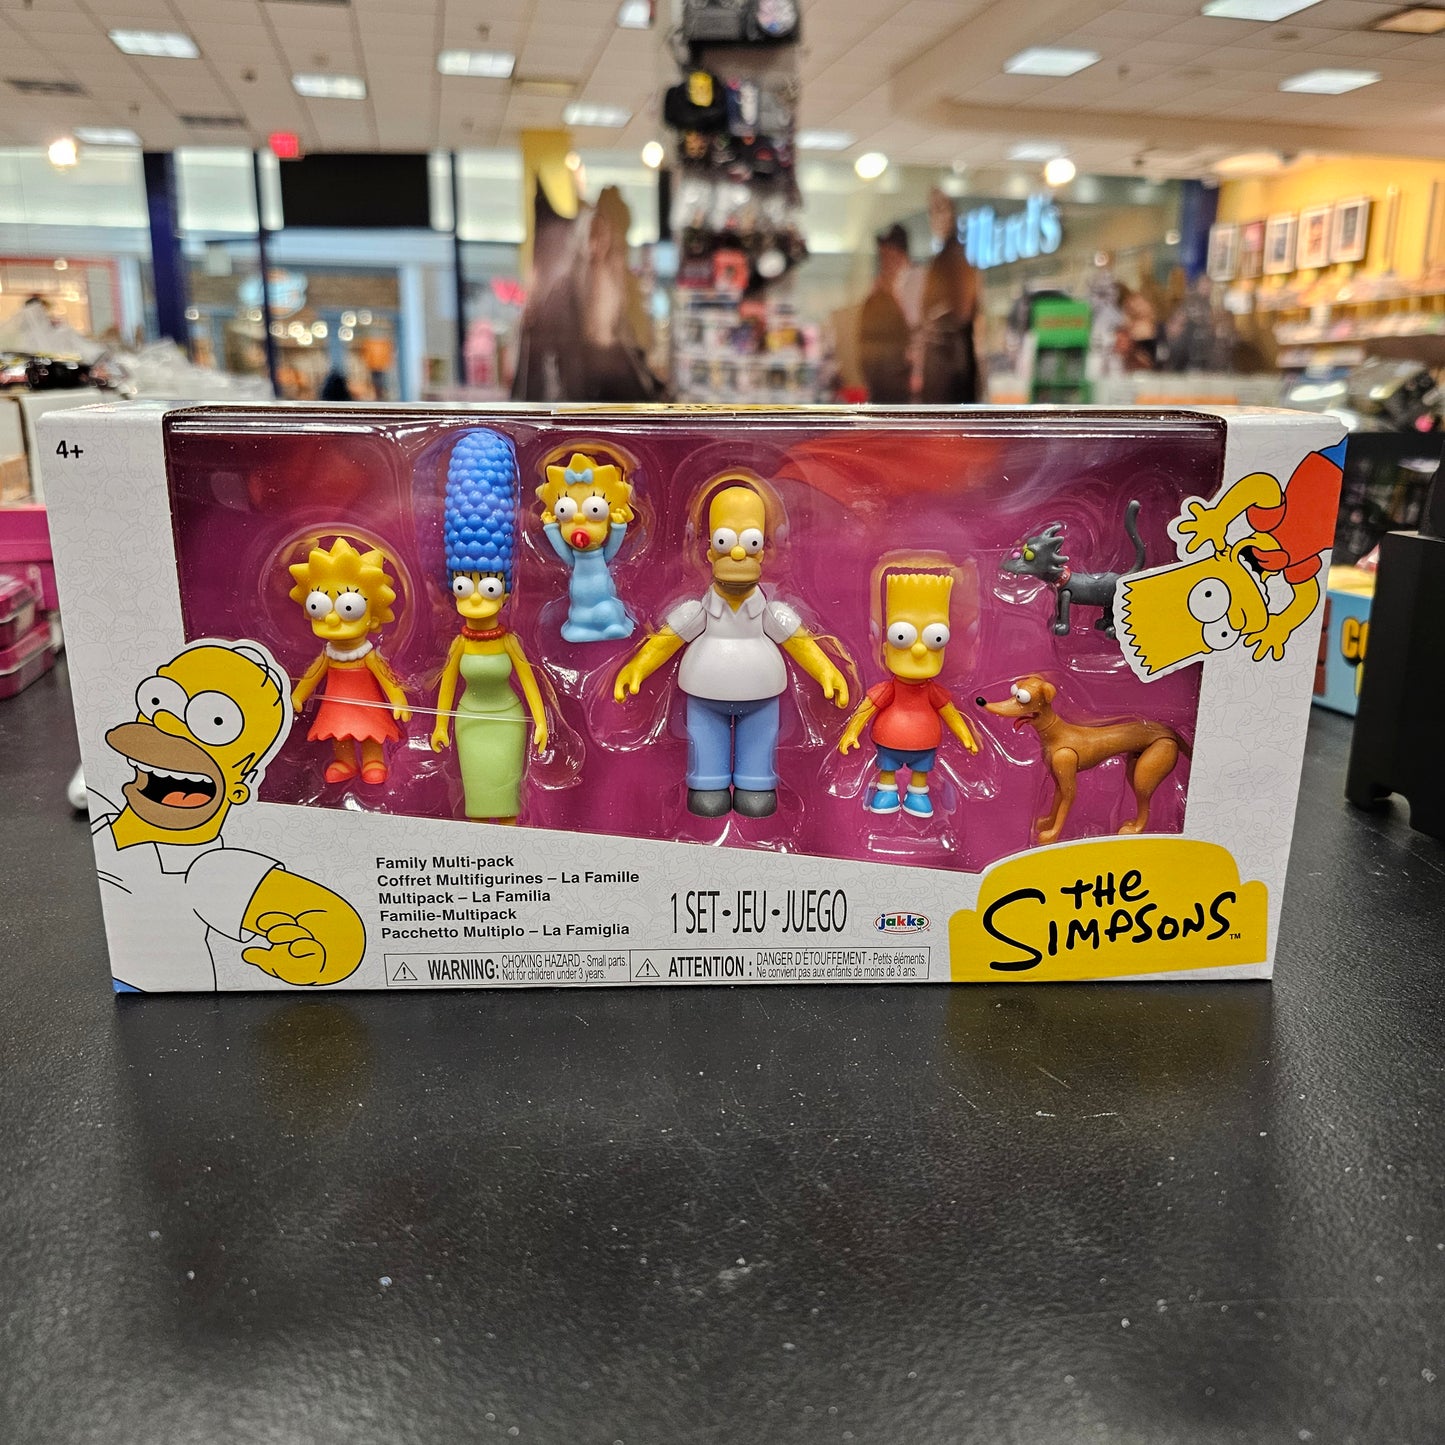 4+
Family Multi-pack
Coffret Multifigurines – La Famille
Multipack – La Familia
Familie-Multipack
Pacchetto Multiplo – La Famiglia
1 SET • JEU • JUEGO
jakks
PACIFIC
THE
SIMPSONS™
WARNING: CHOKING HAZARD - Small parts.
Not for children under 3 years.
ATTENTION : DANGER D'ÉTOUFFEMENT - Petits éléments.
Ne convient pas aux enfants de moins de 3 ans.